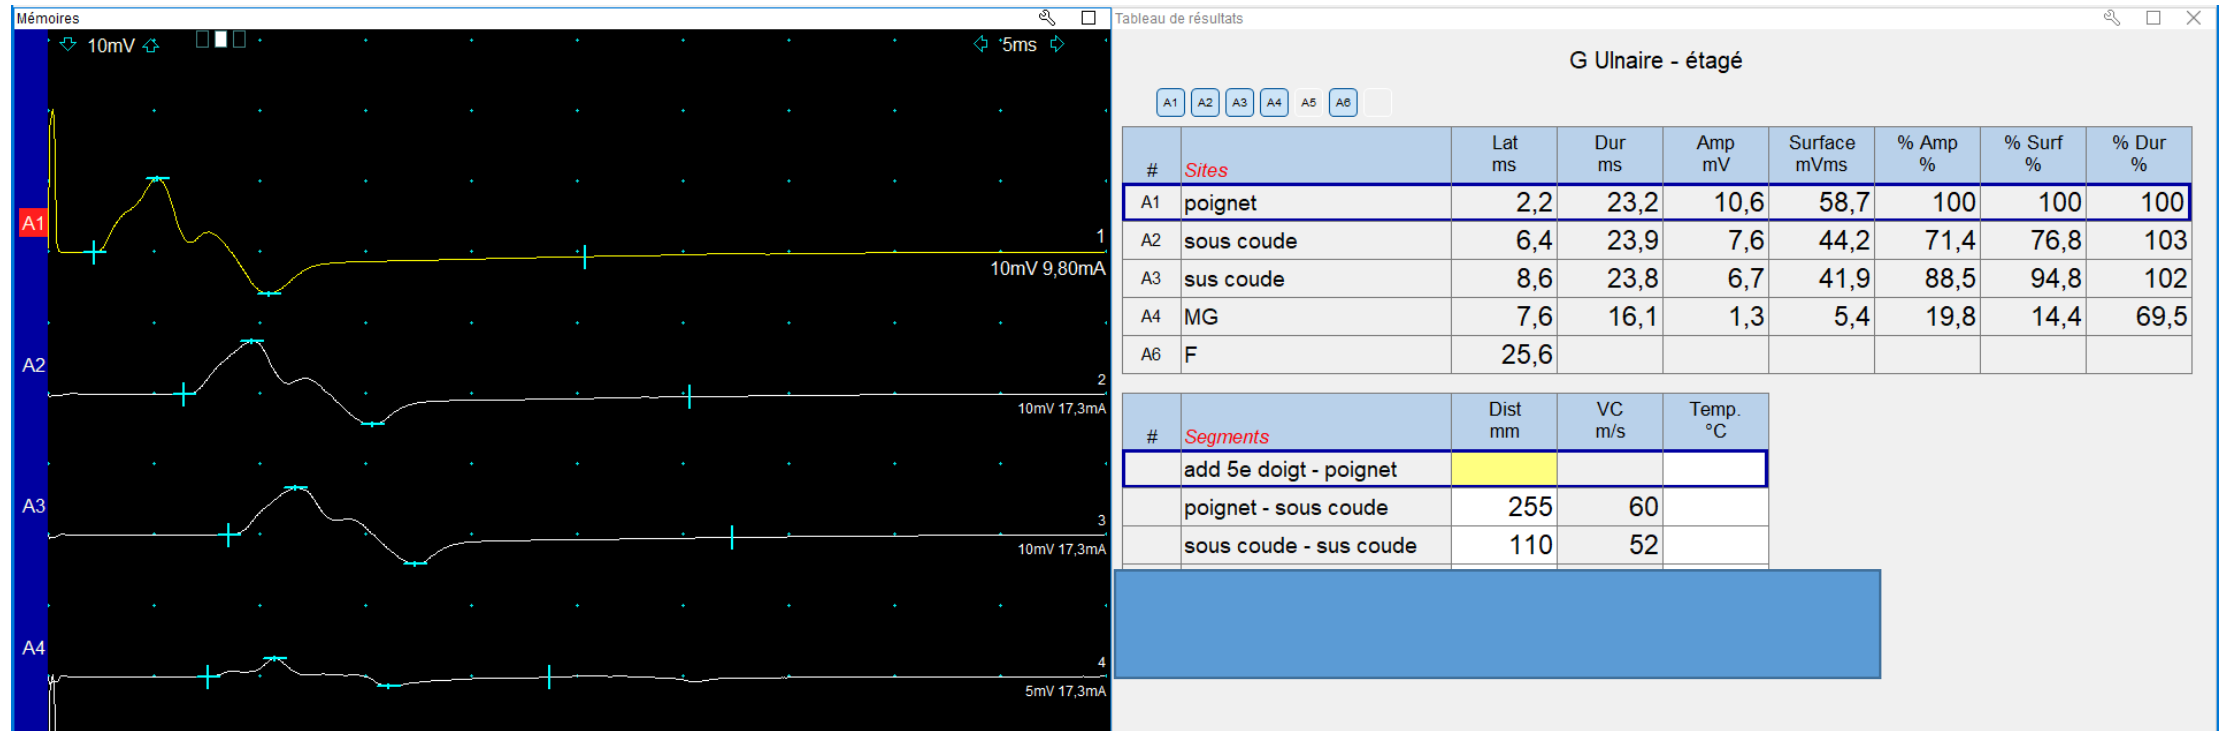 Mémoires
10mV
5ms
A1
1
10mV 9,80mA
A2
2
10mV 17,3mA
A3
3
10mV 17,3mA
A4
4
5mV 17,3mA
Tableau de résultats
G Ulnaire - étagé
A1 A2 A3 A4 A5 A6
# Sites Lat ms Dur ms Amp mV Surface mVms % Amp % % Surf % % Dur %
A1 poignet 2,2 23,2 10,6 58,7 100 100 100
A2 sous coude 6,4 23,9 7,6 44,2 71,4 76,8 103
A3 sus coude 8,6 23,8 6,7 41,9 88,5 94,8 102
A4 MG 7,6 16,1 1,3 5,4 19,8 14,4 69,5
A6 F 25,6
# Segments Dist mm VC m/s Temp. °C
add 5e doigt - poignet
poignet - sous coude 255 60
sous coude - sus coude 110 52